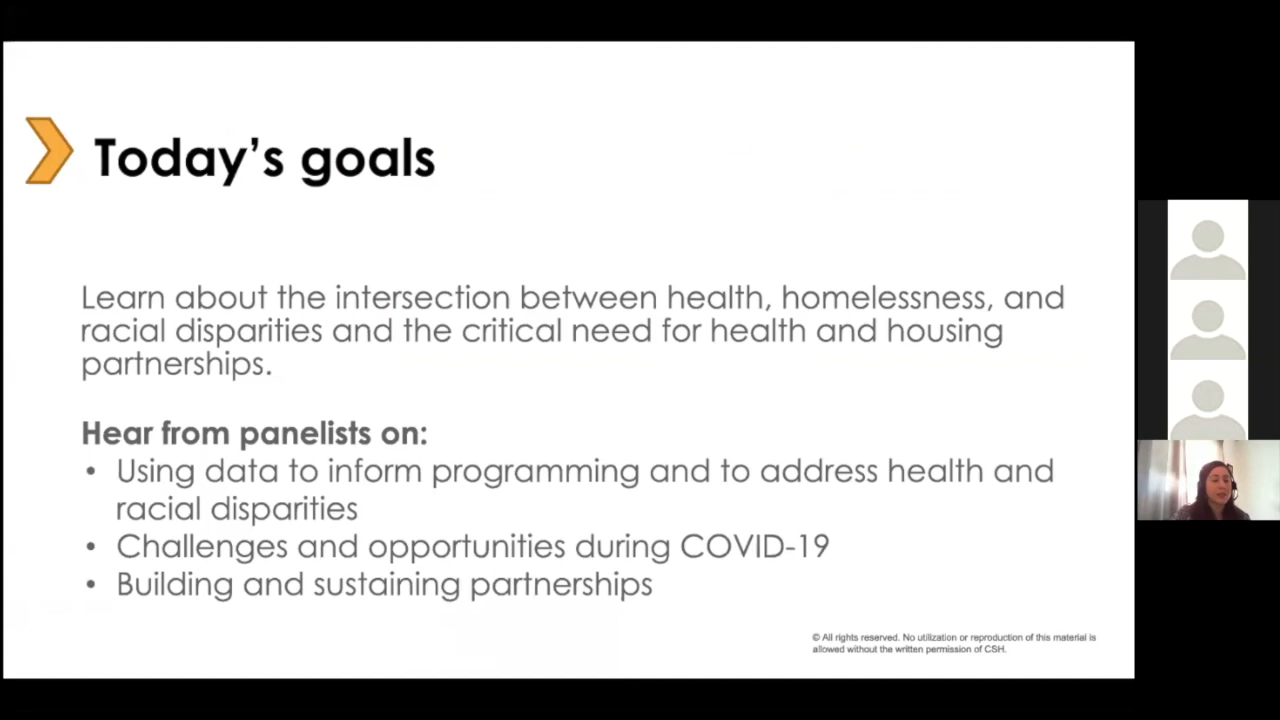 Today's goals
Learn about the intersection between health, homelessness, and
racial disparities and the critical need for health and housing
partnerships.
Hear from panelists on:
• Using data to inform programming and to address health and
racial disparities
• Challenges and opportunities during COVID-19
• Building and sustaining partnerships
© All rights reserved. No utilization or reproduction of this material is
allowed without the written permission of CSH.